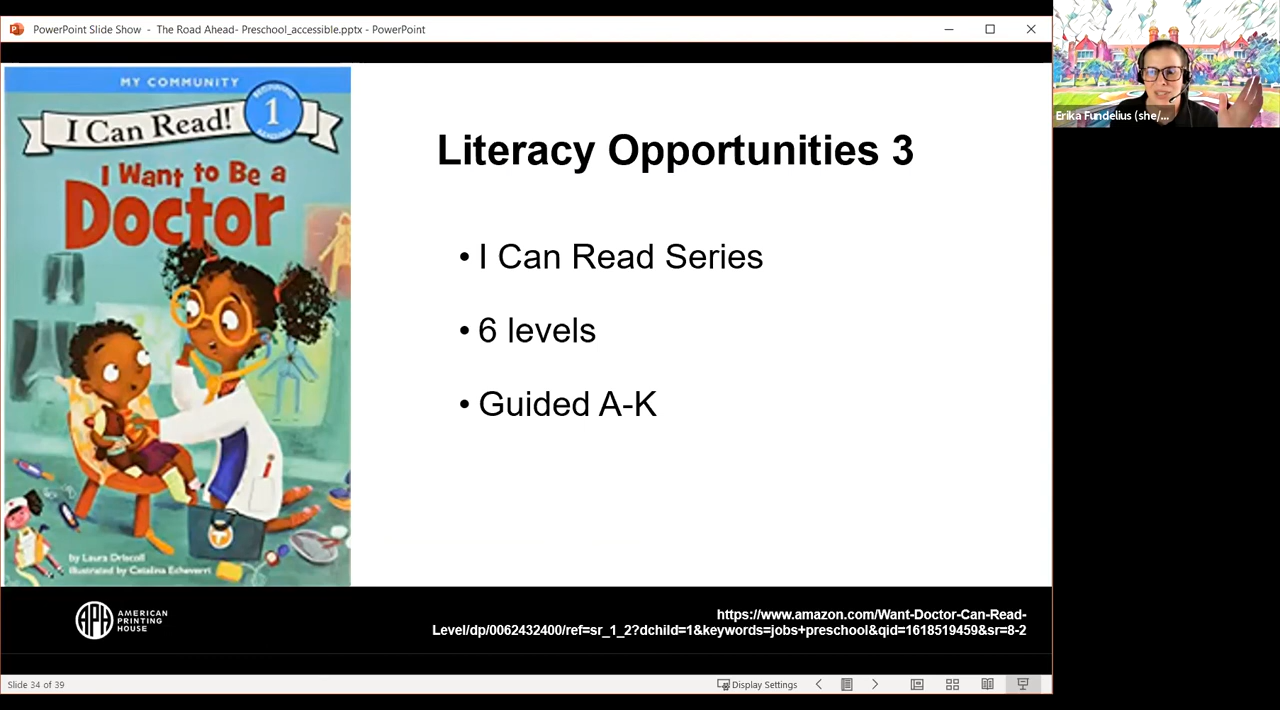 PowerPoint Slide Show - The Road Ahead- Preschool_accessible.pptx - PowerPoint
Erika Fundelius (she/...
MY COMMUNITY
I Can Read!
BEGINNING
1
READING
I Want to Be a
Doctor
by Laura Driscoll
illustrated by Catalina Echeverri
Literacy Opportunities 3
• I Can Read Series
• 6 levels
• Guided A-K
APH
AMERICAN
PRINTING
HOUSE
https://www.amazon.com/Want-Doctor-Can-Read-
Level/dp/0062432400/ref=sr_1_2?dchild=1&keywords=jobs+preschool&qid=1618519459&sr=8-2
Slide 34 of 39
Display Settings